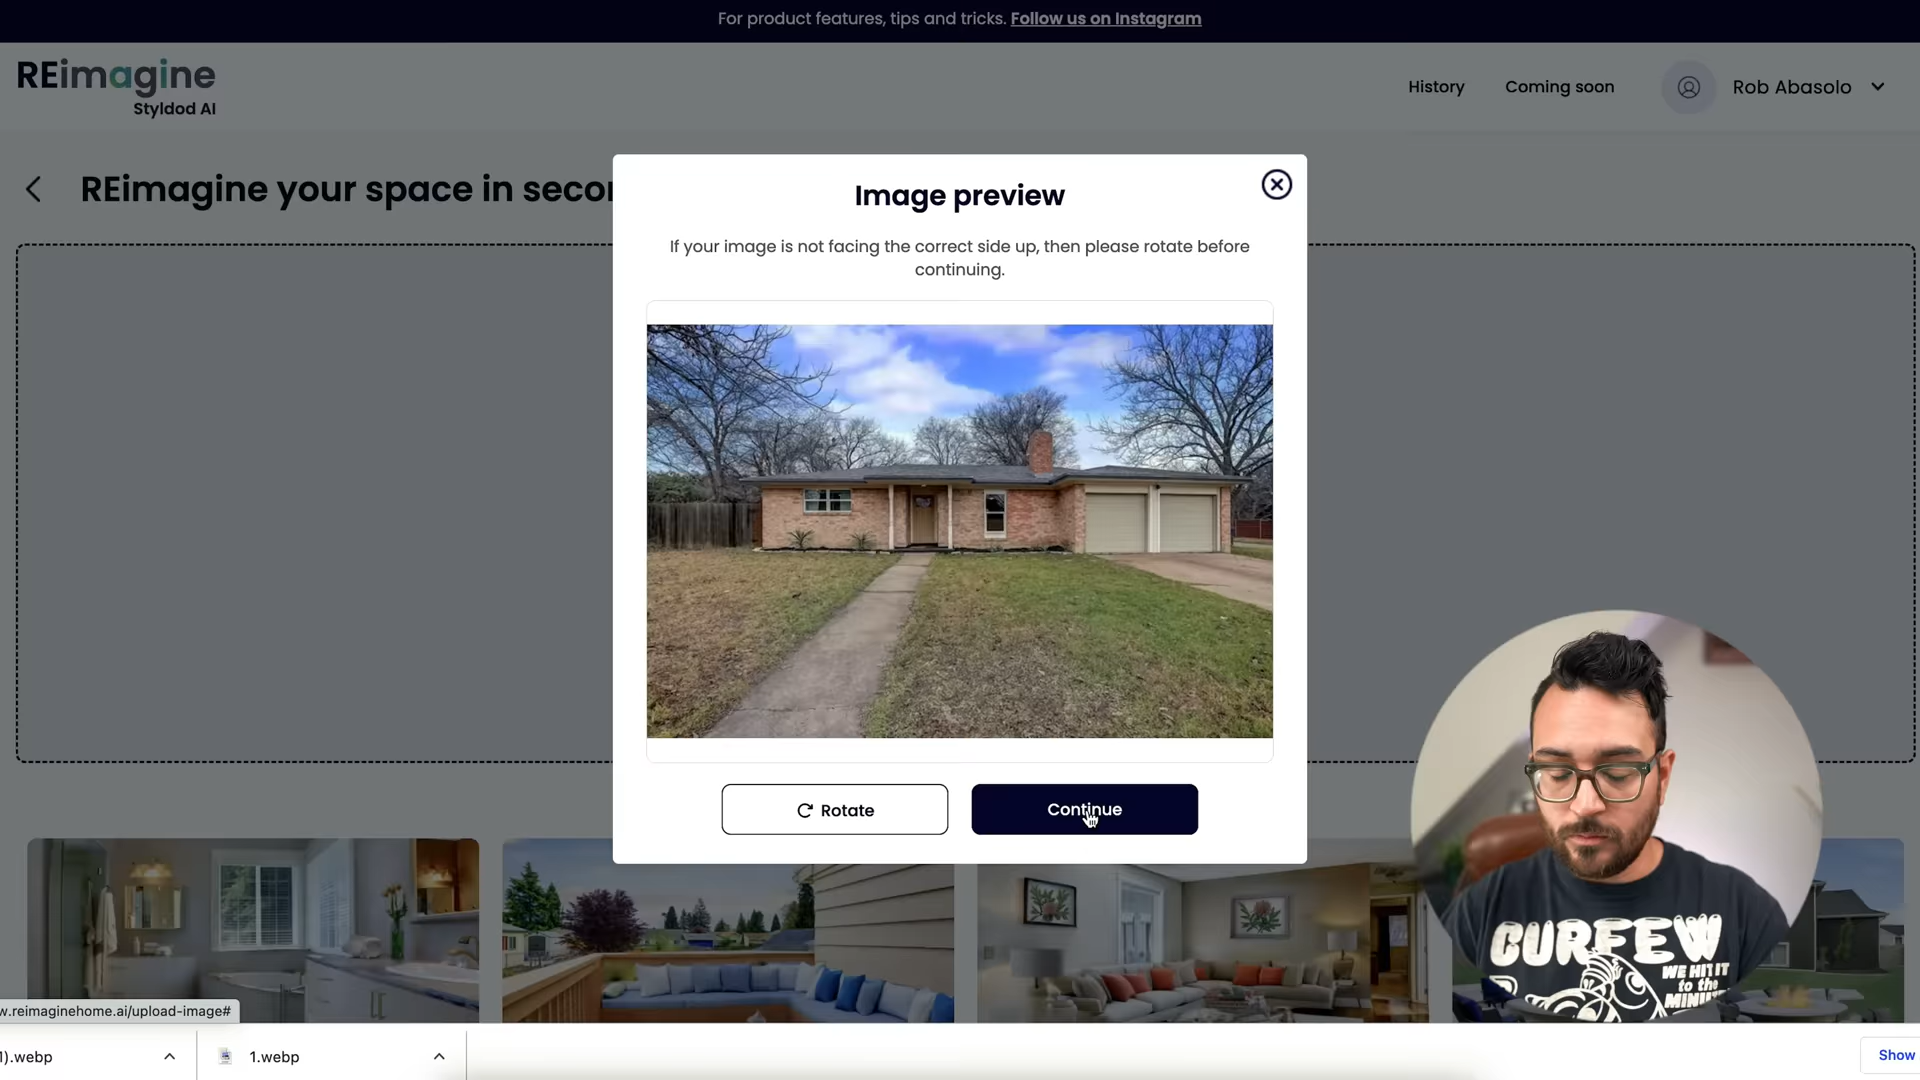 For product features, tips and tricks. Follow us on Instagram
REimagine
Styldod AI
History
Coming soon
Rob Abasolo
REimagine your space in secon
Image preview
If your image is not facing the correct side up, then please rotate before
continuing.
Rotate
Continue
CURFEW
WE HIT IT
to the
MINUT
w.reimaginehome.ai/upload-image#
1).webp
1.webp
Show